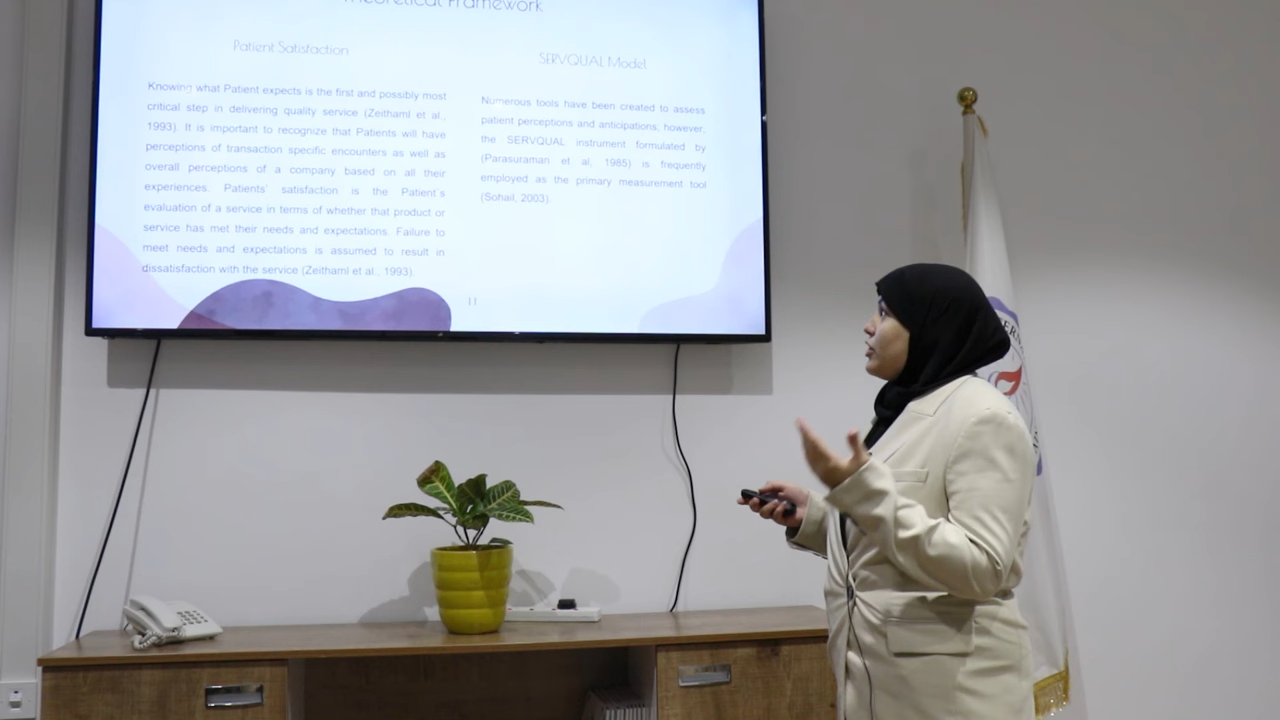 Theoretical Framework
Patient Satisfaction
Knowing what Patient expects is the first and possibly most
critical step in delivering quality service (Zeithaml et al.,
1993). It is important to recognize that Patients will have
perceptions of transaction specific encounters as well as
overall perceptions of a company based on all their
experiences. Patients' satisfaction is the Patient's
evaluation of a service in terms of whether that product or
service has met their needs and expectations. Failure to
meet needs and expectations is assumed to result in
dissatisfaction with the service (Zeithaml et al., 1993).
SERVQUAL Model
Numerous tools have been created to assess
patient perceptions and anticipations; however,
the SERVQUAL instrument formulated by
(Parasuraman et al, 1985) is frequently
employed as the primary measurement tool
(Sohail, 2003).
11